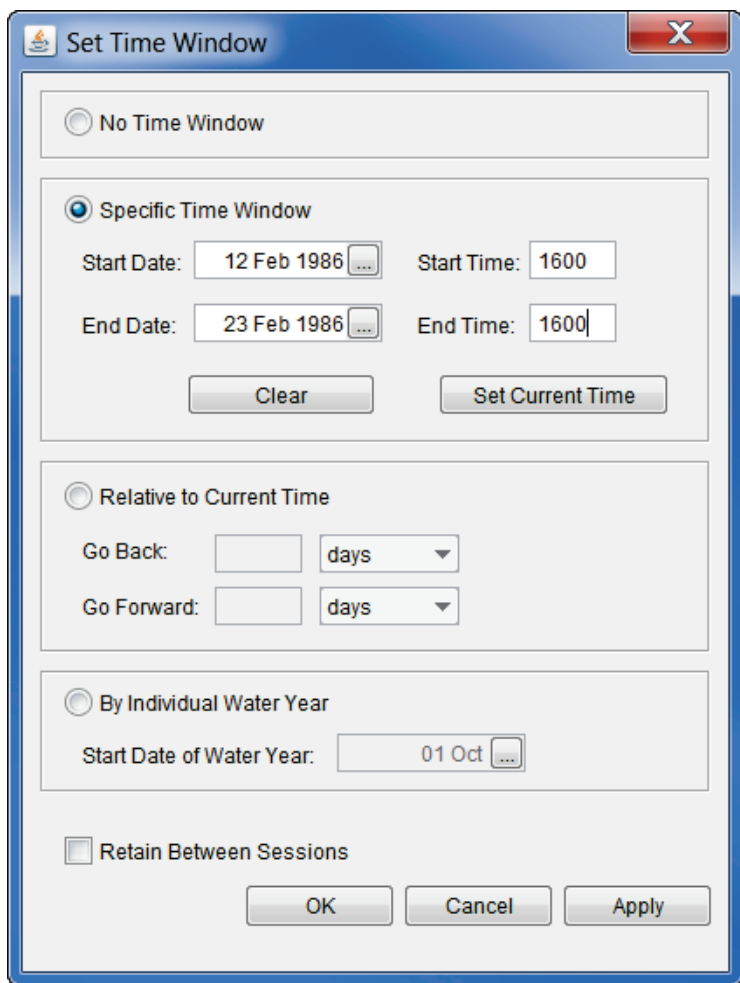 Set Time Window
No Time Window
Specific Time Window
Start Date: 12 Feb 1986 ... Start Time: 1600
End Date: 23 Feb 1986 ... End Time: 1600
Clear Set Current Time
Relative to Current Time
Go Back: days
Go Forward: days
By Individual Water Year
Start Date of Water Year: 01 Oct ...
Retain Between Sessions
OK Cancel Apply